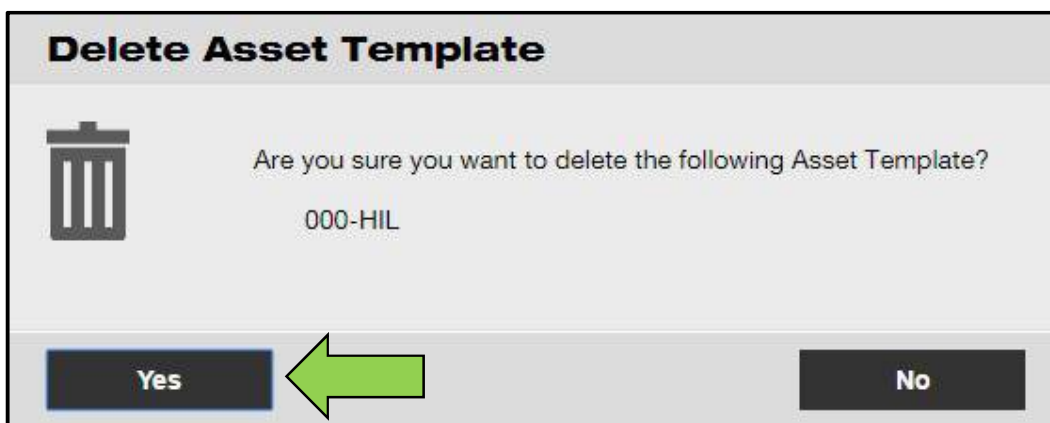 Delete Asset Template
Are you sure you want to delete the following Asset Template?
000-HIL
Yes
No